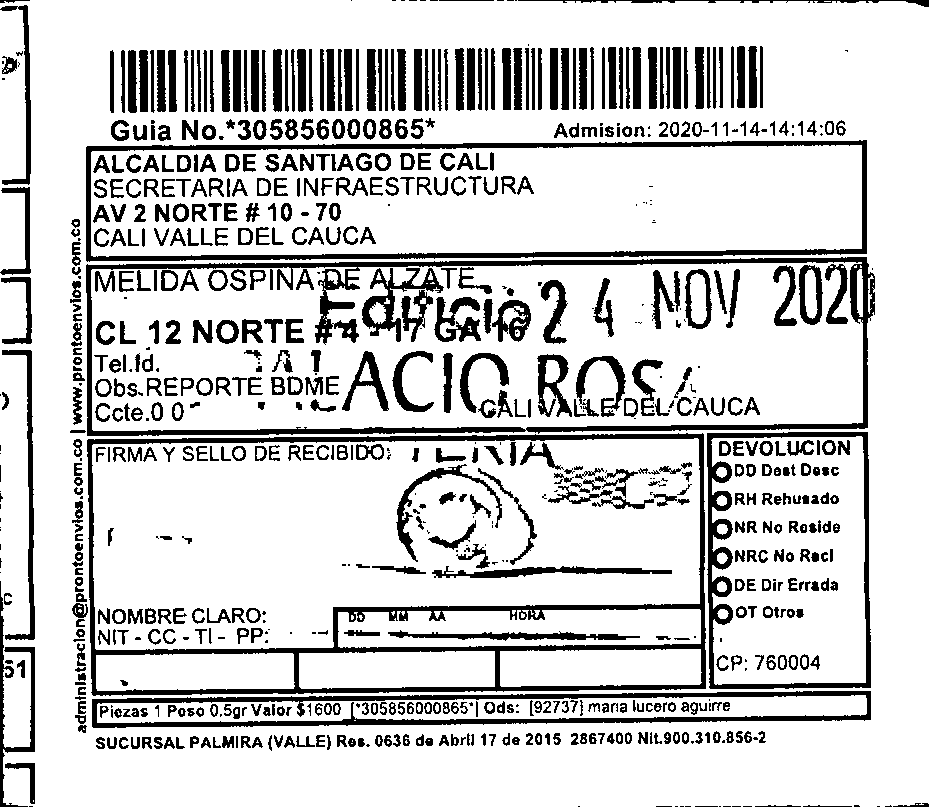 Guia No.*305856000865*
Admision: 2020-11-14-14:14:06
ALCALDIA DE SANTIAGO DE CALI
SECRETARIA DE INFRAESTRUCTURA
AV 2 NORTE # 10 - 70
CALI VALLE DEL CAUCA
MELIDA OSPINA DE ALZATE
Edificio 24 NOV 2020
CL 12 NORTE # 4 - 17 GA 16
Tel.Id.
Obs.REPORTE BDME
ACIO ROSA
Ccte.0 0
CALI VALLE DEL CAUCA
FIRMA Y SELLO DE RECIBIDO:
DEVOLUCION
DD Dest Desc
RH Rehusado
NR No Reside
NRC No Recl
DE Dir Errada
OT Otros
NOMBRE CLARO:
DD MM AA HORA
NIT - CC - TI - PP:
CP: 760004
Piezas 1 Peso 0.5gr Valor $1600 [*305856000865*] Ods: [92737] maria lucero aguirre
SUCURSAL PALMIRA (VALLE) Res. 0636 de Abril 17 de 2015 2867400 Nit.900.310.856-2
administracion@prontoenvios.com.co | www.prontoenvios.com.co
51